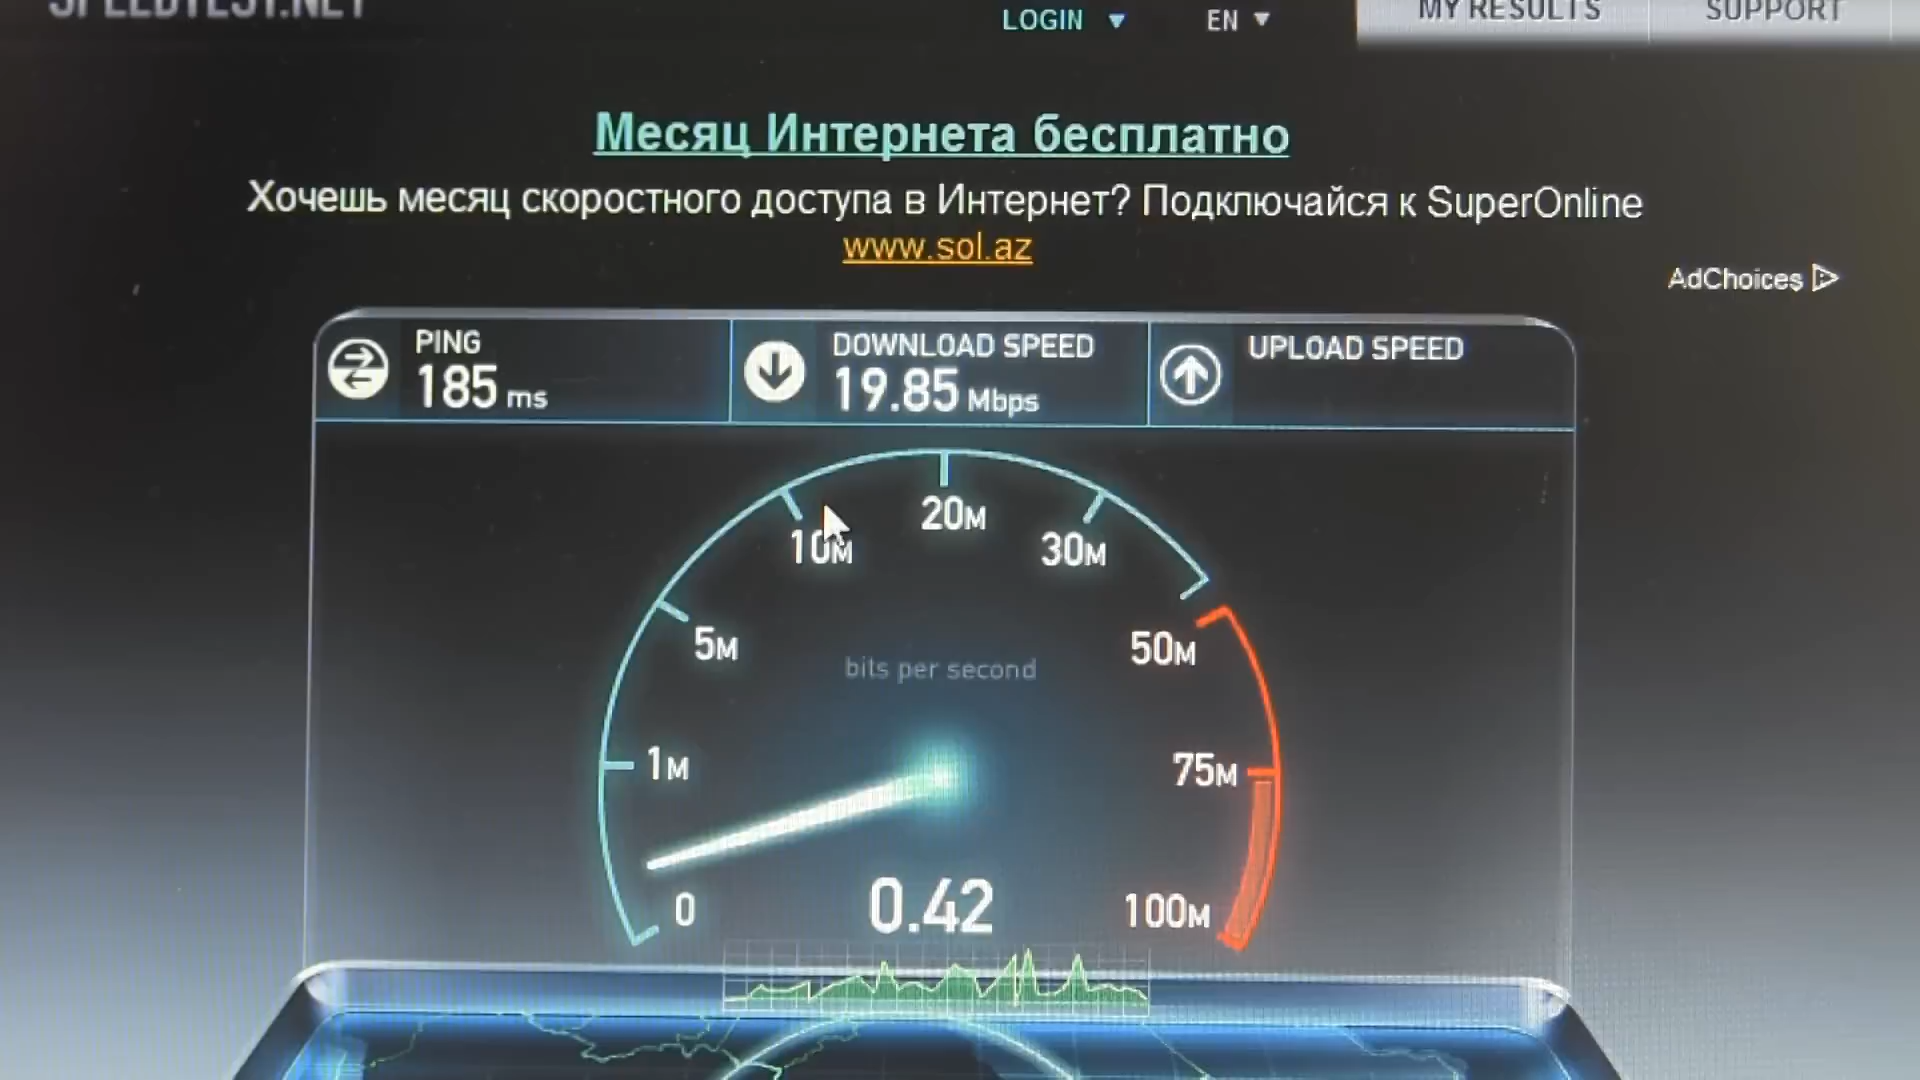 SPEEDTEST.NET
LOGIN
EN
MY RESULTS
SUPPORT
Месяц Интернета бесплатно
Хочешь месяц скоростного доступа в Интернет? Подключайся к SuperOnline
www.sol.az
AdChoices
PING
185 ms
DOWNLOAD SPEED
19.85 Mbps
UPLOAD SPEED
20M
10M
30M
5M
50M
bits per second
1M
75M
0
0.42
100M